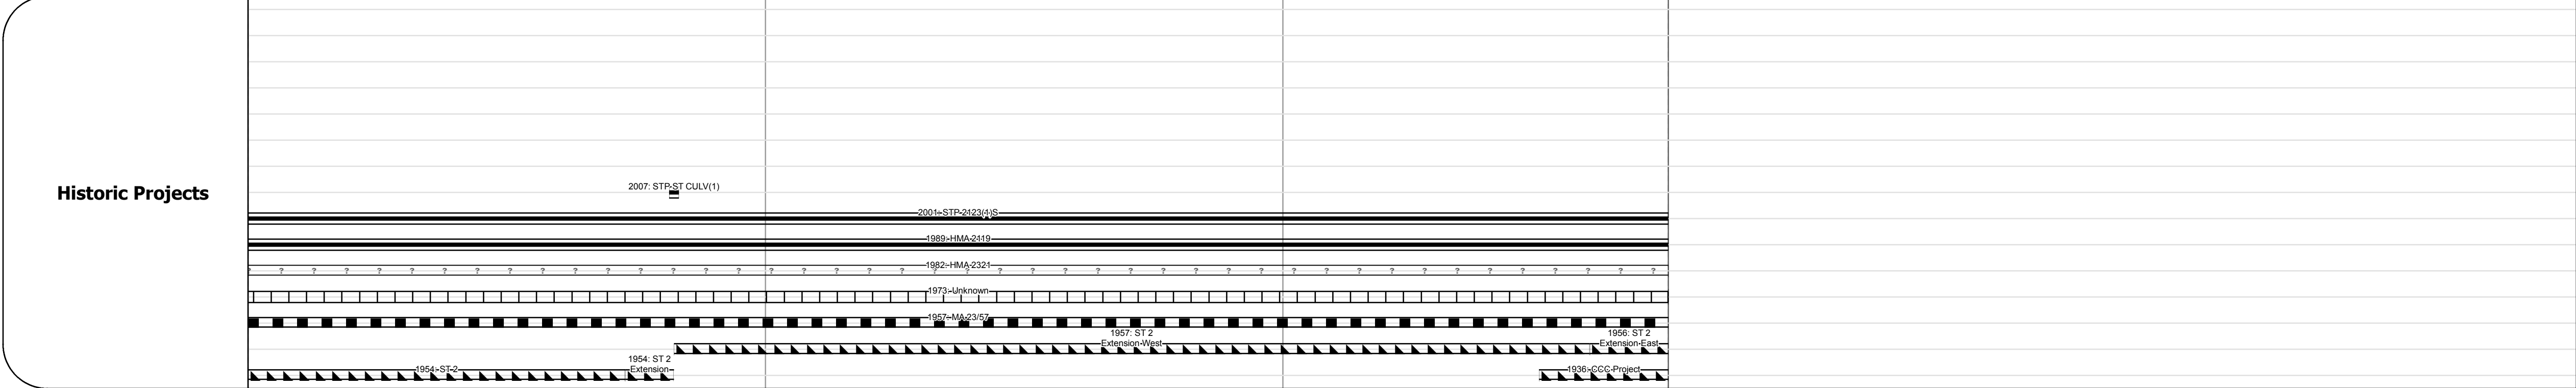 Historic Projects
2007: STP-ST CULV(1)
2001: STP-2123(1)S
1989: HMA-2119
1982: HMA-2321
1973: Unknown
1957: MA 23/57
1957: ST 2
Extension West
1956: ST 2
Extension East
1954: ST 2
1954: ST 2
Extension
1936: CCC Project